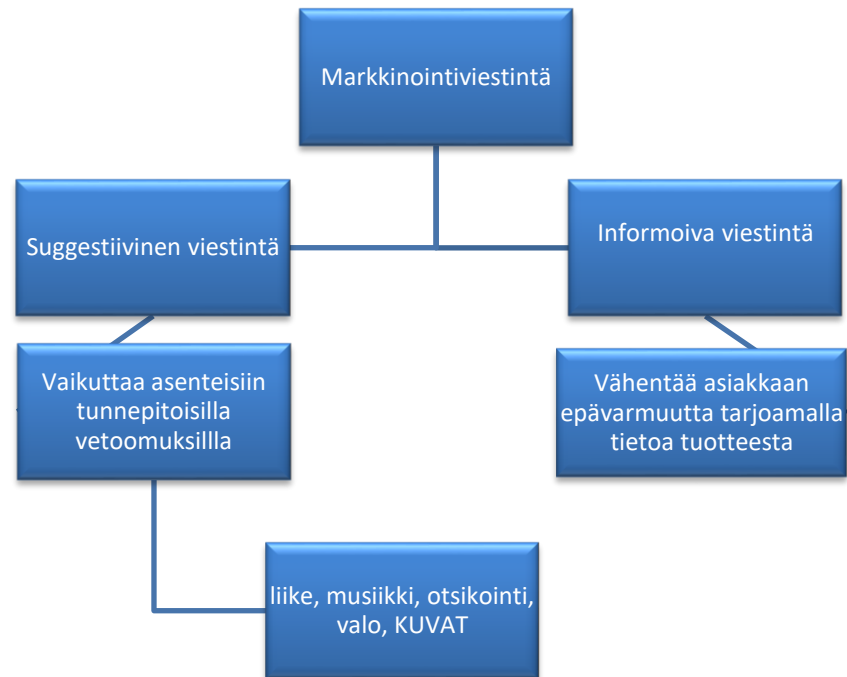 Markkinointiviestintä
Suggestiivinen viestintä
Informoiva viestintä
Vaikuttaa asenteisiin
tunnepitoisilla
vetoomuksillla
Vähentää asiakkaan
epävarmuutta tarjoamalla
tietoa tuotteesta
liike, musiikki, otsikointi,
valo, KUVAT